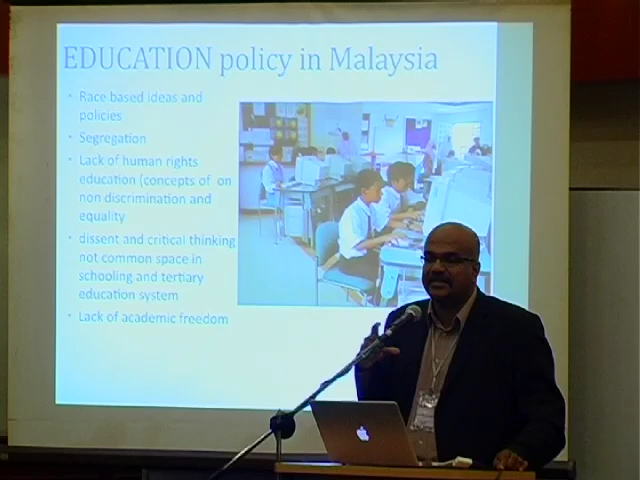 EDUCATION policy in Malaysia
• Race based ideas and
policies
• Segregation
• Lack of human rights
education (concepts of on
non discrimination and
equality
• dissent and critical thinking
not common space in
schooling and tertiary
education system
• Lack of academic freedom